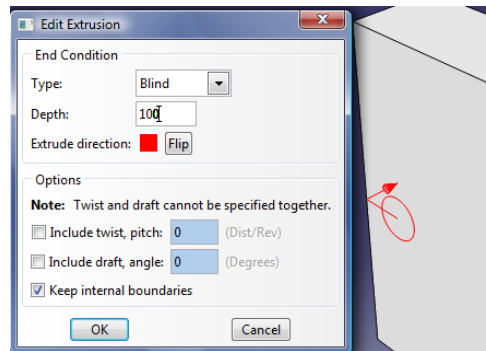 Edit Extrusion
End Condition
Type: Blind
Depth: 100
Extrude direction: Flip
Options
Note: Twist and draft cannot be specified together.
Include twist, pitch: 0 (Dist/Rev)
Include draft, angle: 0 (Degrees)
Keep internal boundaries
OK Cancel